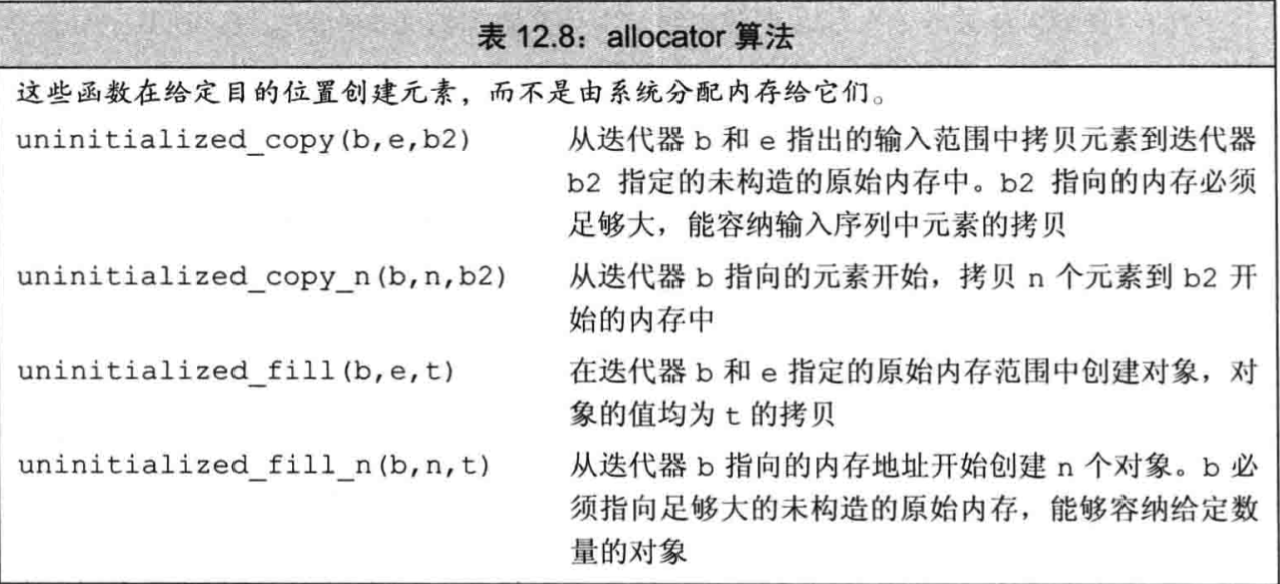 表 12.8：allocator 算法
这些函数在给定目的位置创建元素，而不是由系统分配内存给它们。
uninitialized_copy(b,e,b2) 从迭代器 b 和 e 指出的输入范围中拷贝元素到迭代器
b2 指定的未构造的原始内存中。b2 指向的内存必须
足够大，能容纳输入序列中元素的拷贝
uninitialized_copy_n(b,n,b2) 从迭代器 b 指向的元素开始，拷贝 n 个元素到 b2 开
始的内存中
uninitialized_fill(b,e,t) 在迭代器 b 和 e 指定的原始内存范围中创建对象，对
象的值均为 t 的拷贝
uninitialized_fill_n(b,n,t) 从迭代器 b 指向的内存地址开始创建 n 个对象。b 必
须指向足够大的未构造的原始内存，能够容纳给定数
量的对象